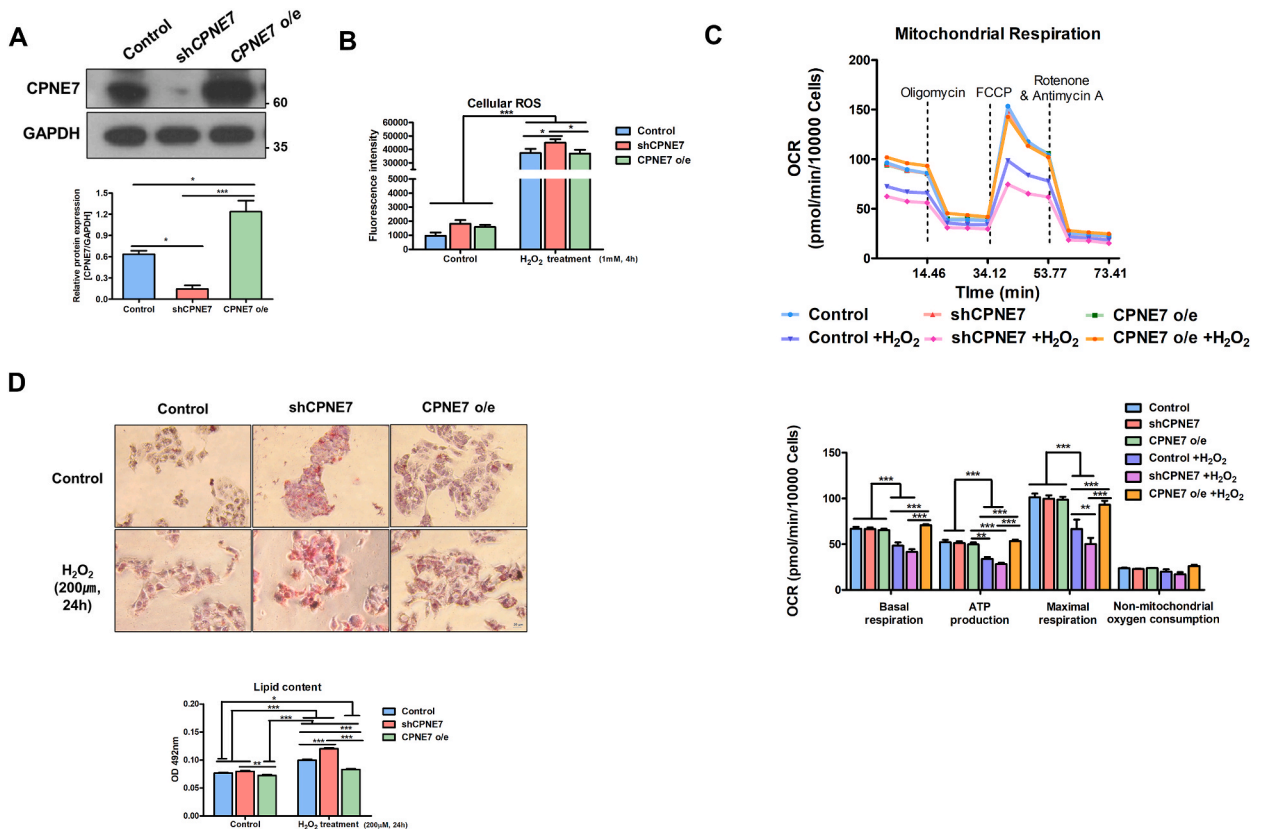 A
Control
shCPNE7
CPNE7 o/e
CPNE7
60
GAPDH
35
Relative protein expression
[CPNE7/GAPDH]
1.5
1.2
0.9
0.6
0.3
0.0
*
***
*
Control
shCPNE7
CPNE7 o/e
B
Cellular ROS
Fluorescence intensity
60000
50000
40000
30000
5000
4000
3000
2000
1000
0
***
*
*
Control
shCPNE7
CPNE7 o/e
Control
H₂O₂ treatment (1mM, 4h)
C
Mitochondrial Respiration
OCR
(pmol/min/10000 Cells)
200
150
100
50
0
Oligomycin
FCCP
Rotenone
& Antimycin A
14.46
34.12
53.77
73.41
TIme (min)
Control
shCPNE7
CPNE7 o/e
Control +H₂O₂
shCPNE7 +H₂O₂
CPNE7 o/e +H₂O₂
OCR (pmol/min/10000 Cells)
150
100
50
0
***
***
***
***
***
***
***
**
***
***
***
**
Control
shCPNE7
CPNE7 o/e
Control +H₂O₂
shCPNE7 +H₂O₂
CPNE7 o/e +H₂O₂
Basal
respiration
ATP
production
Maximal
respiration
Non-mitochondrial
oxygen consumption
D
Control
shCPNE7
CPNE7 o/e
Control
H₂O₂
(200㎛,
24h)
Lipid content
OD 492nm
0.20
0.15
0.10
0.05
0.00
*
***
***
***
***
***
**
Control
shCPNE7
CPNE7 o/e
Control
H₂O₂ treatment (200µM, 24h)